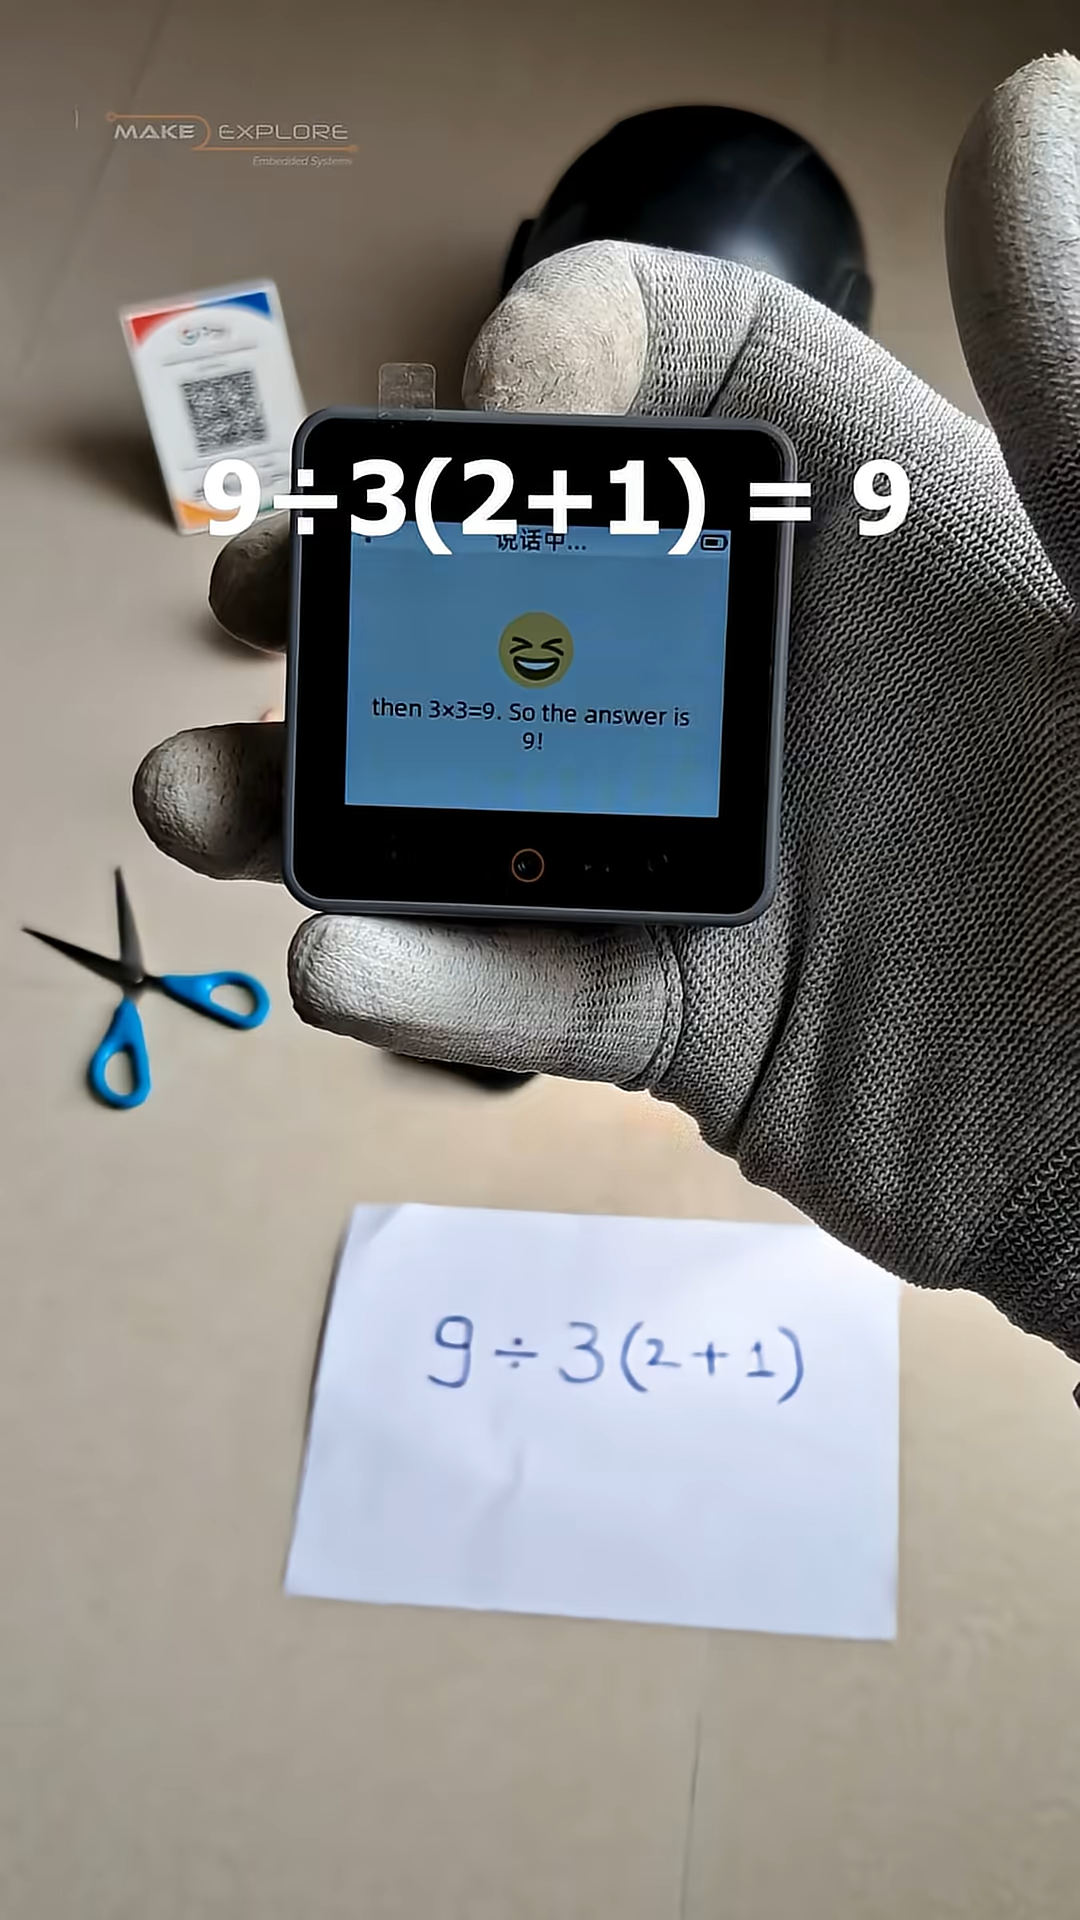 MAKE EXPLORE
Embedded Systems
9÷3(2+1) = 9
说话中...
then 3×3=9. So the answer is
9!
9÷3(2+1)